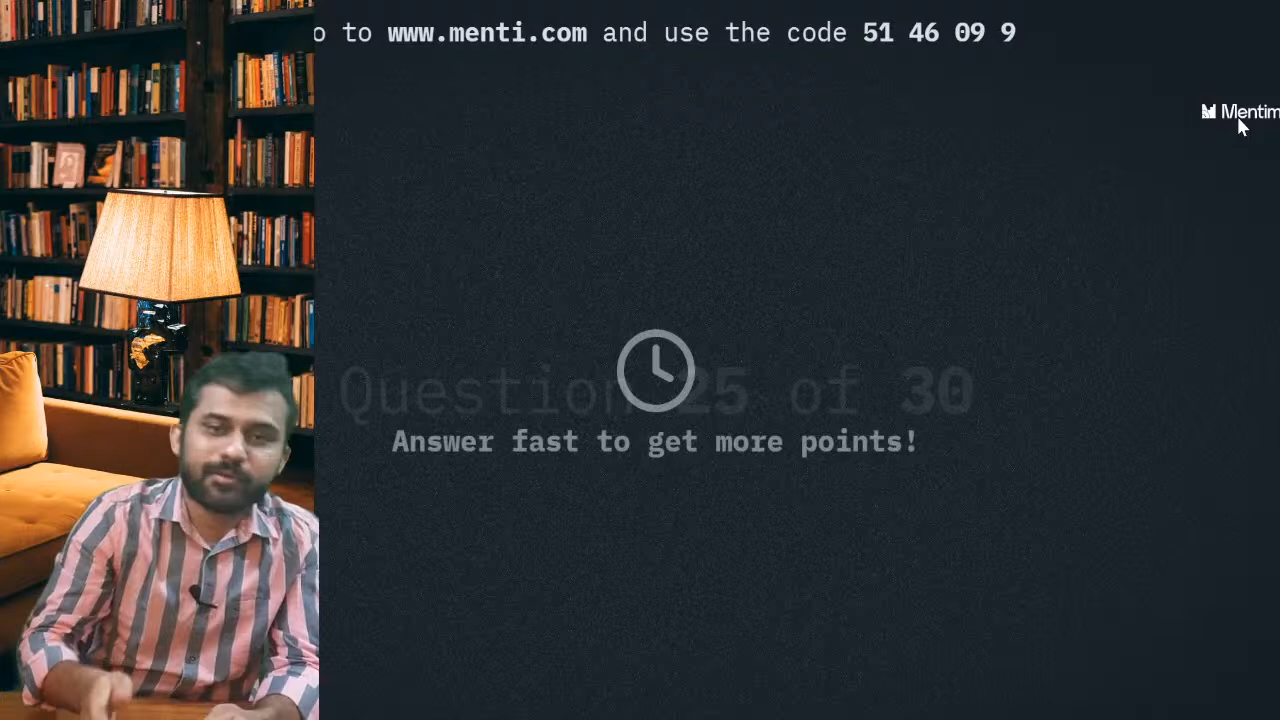 o to www.menti.com and use the code 51 46 09 9
Mentim
Question 25 of 30
Answer fast to get more points!